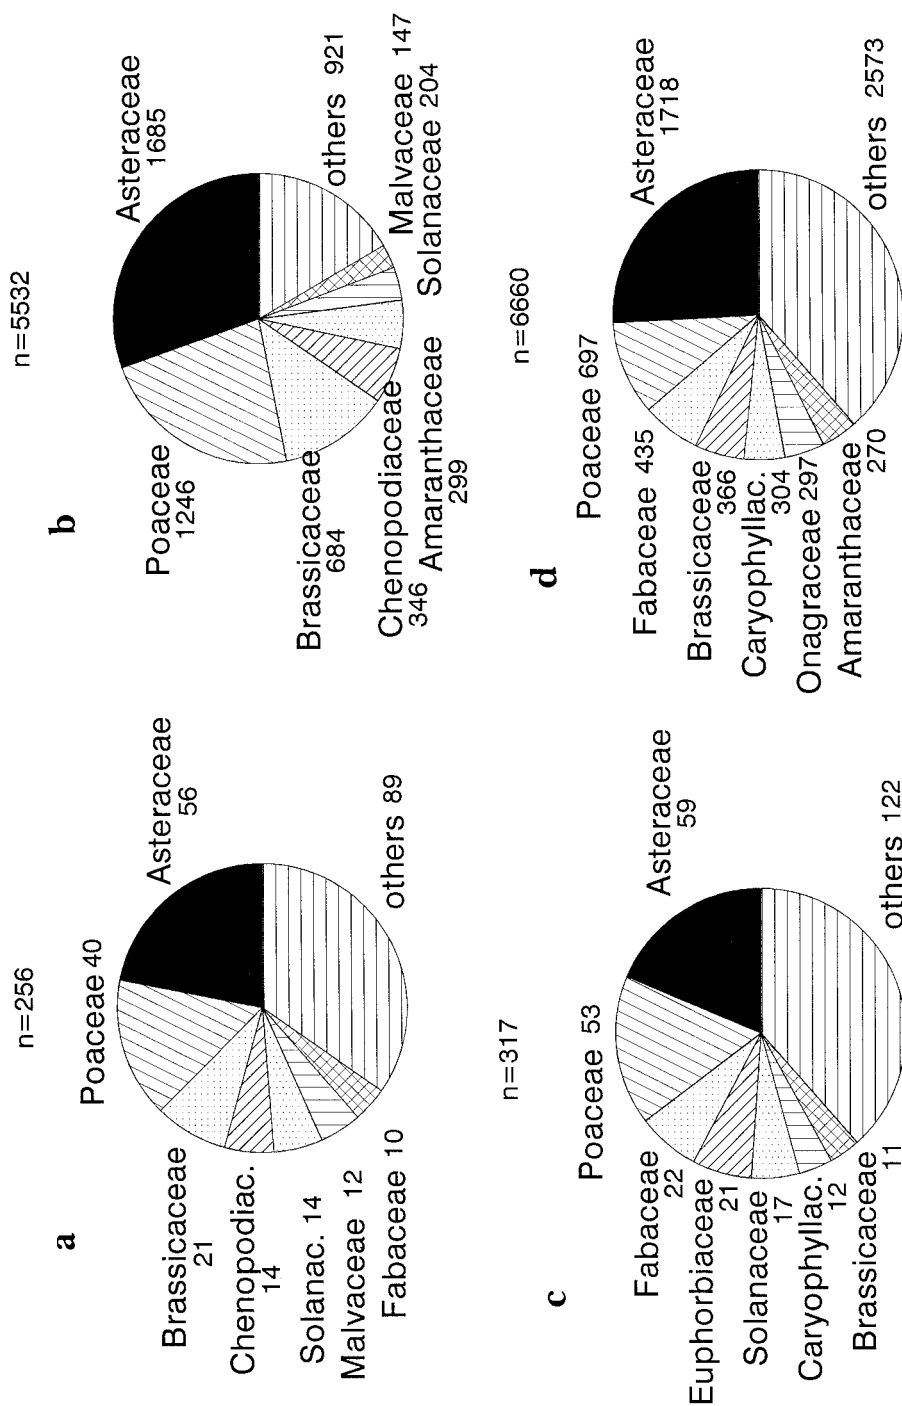 a
n=256
Asteraceae
56
Poaceae 40
Brassicaceae
21
Chenopodiac.
14
Solanac. 14
Malvaceae 12
Fabaceae 10
others 89
b
n=5532
Asteraceae
1685
Poaceae
1246
Brassicaceae
684
Chenopodiaceae
346
Amaranthaceae
299
Solanaceae 204
Malvaceae 147
others 921
c
n=317
Asteraceae
59
Poaceae 53
Fabaceae
22
Euphorbiaceae
21
Solanaceae
17
Caryophyllac.
12
Brassicaceae
11
others 122
d
n=6660
Asteraceae
1718
Poaceae 697
Fabaceae 435
Brassicaceae
366
Caryophyllac.
304
Onagraceae 297
Amaranthaceae
270
others 2573